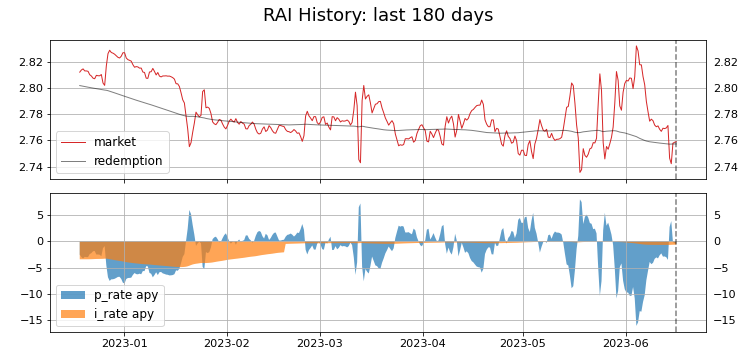 RAI History: last 180 days
2.82 2.82
2.80 2.80
2.78 2.78
2.76 2.76
2.74 2.74
market
redemption
5 5
0 0
−5 −5
−10 −10
−15 −15
p_rate apy
i_rate apy
2023-01 2023-02 2023-03 2023-04 2023-05 2023-06